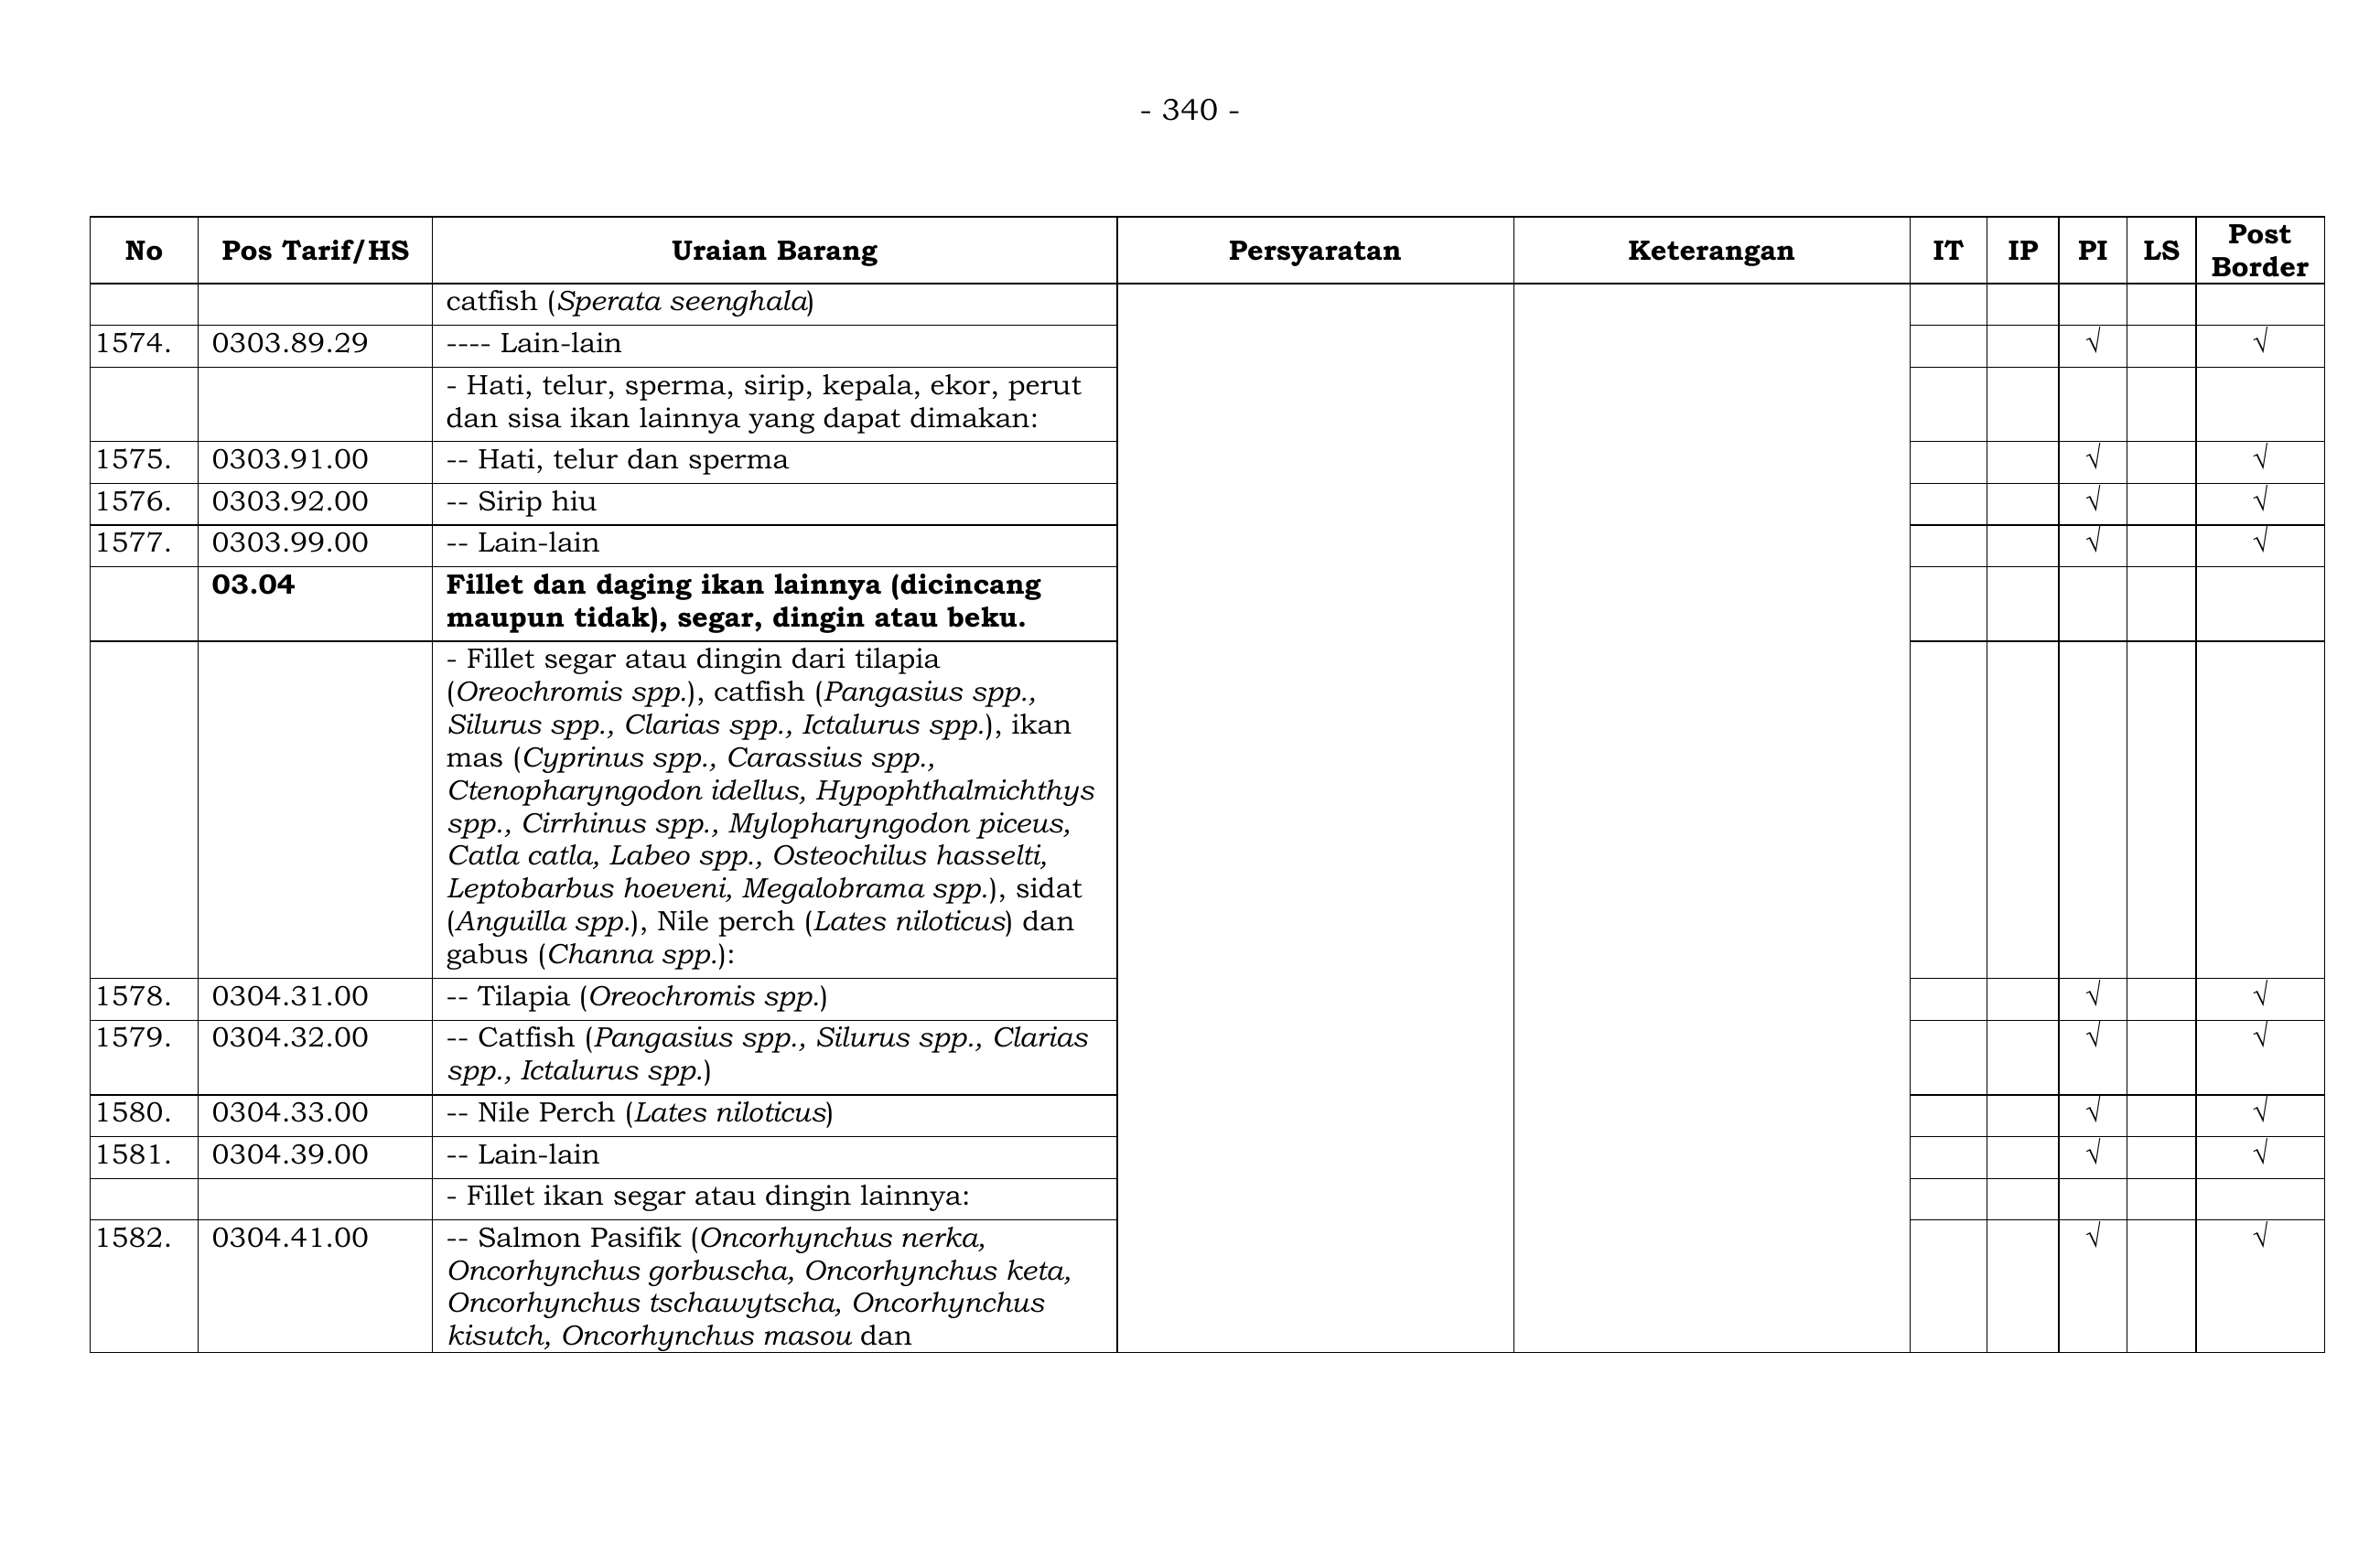 - 340 -
No Pos Tarif/HS Uraian Barang Persyaratan Keterangan IT IP PI LS Post Border
catfish (Sperata seenghala)
1574. 0303.89.29 ---- Lain-lain √ √
- Hati, telur, sperma, sirip, kepala, ekor, perut
dan sisa ikan lainnya yang dapat dimakan:
1575. 0303.91.00 -- Hati, telur dan sperma √ √
1576. 0303.92.00 -- Sirip hiu √ √
1577. 0303.99.00 -- Lain-lain √ √
03.04 Fillet dan daging ikan lainnya (dicincang
maupun tidak), segar, dingin atau beku.
- Fillet segar atau dingin dari tilapia
(Oreochromis spp.), catfish (Pangasius spp.,
Silurus spp., Clarias spp., Ictalurus spp.), ikan
mas (Cyprinus spp., Carassius spp.,
Ctenopharyngodon idellus, Hypophthalmichthys
spp., Cirrhinus spp., Mylopharyngodon piceus,
Catla catla, Labeo spp., Osteochilus hasselti,
Leptobarbus hoeveni, Megalobrama spp.), sidat
(Anguilla spp.), Nile perch (Lates niloticus) dan
gabus (Channa spp.):
1578. 0304.31.00 -- Tilapia (Oreochromis spp.) √ √
1579. 0304.32.00 -- Catfish (Pangasius spp., Silurus spp., Clarias √ √
spp., Ictalurus spp.)
1580. 0304.33.00 -- Nile Perch (Lates niloticus) √ √
1581. 0304.39.00 -- Lain-lain √ √
- Fillet ikan segar atau dingin lainnya:
1582. 0304.41.00 -- Salmon Pasifik (Oncorhynchus nerka, √ √
Oncorhynchus gorbuscha, Oncorhynchus keta,
Oncorhynchus tschawytscha, Oncorhynchus
kisutch, Oncorhynchus masou dan